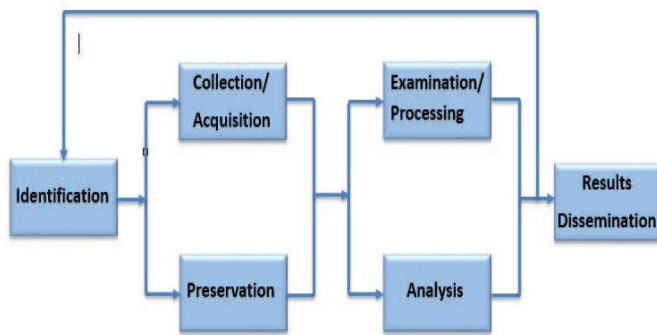 Identification
Collection/
Acquisition
Preservation
Examination/
Processing
Analysis
Results
Dissemination